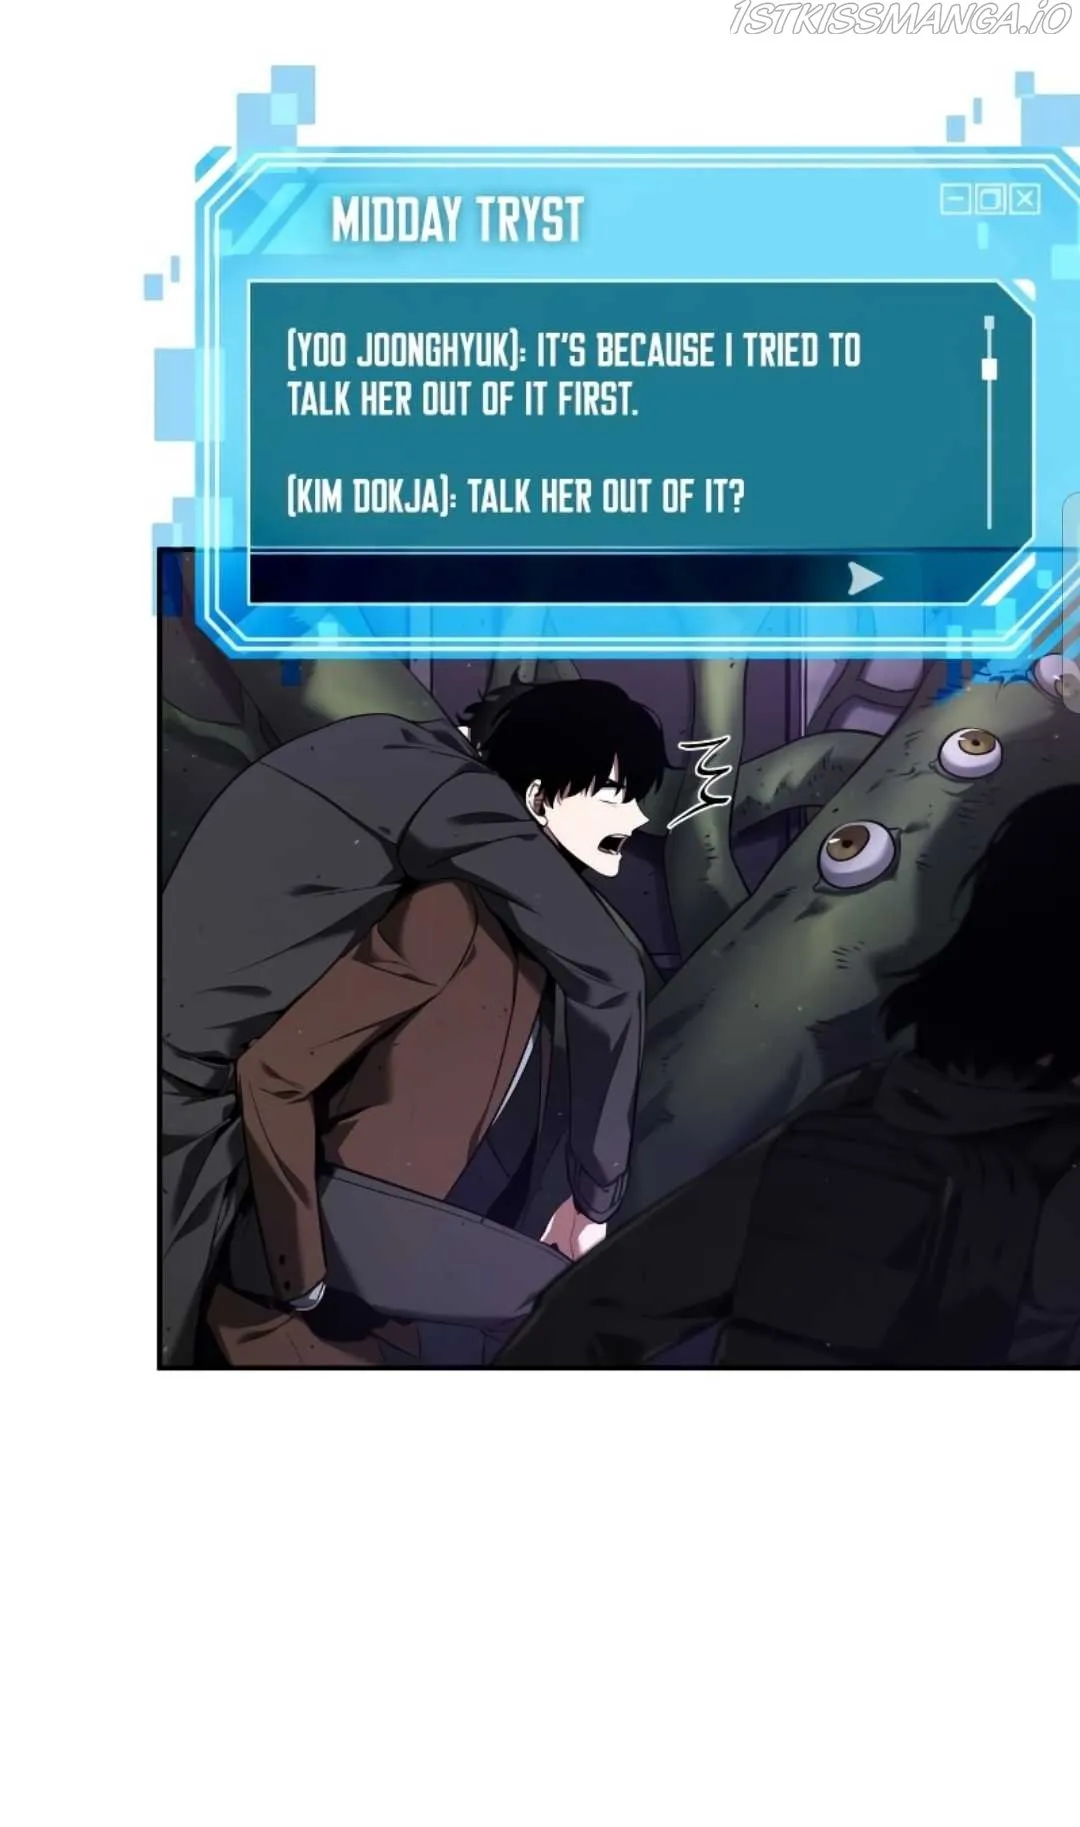 1STKISSMANGA.iO
MIDDAY TRYST
(YOO JOONGHYUK): IT'S BECAUSE I TRIED TO
TALK HER OUT OF IT FIRST.
(KIM DOKJA): TALK HER OUT OF IT?